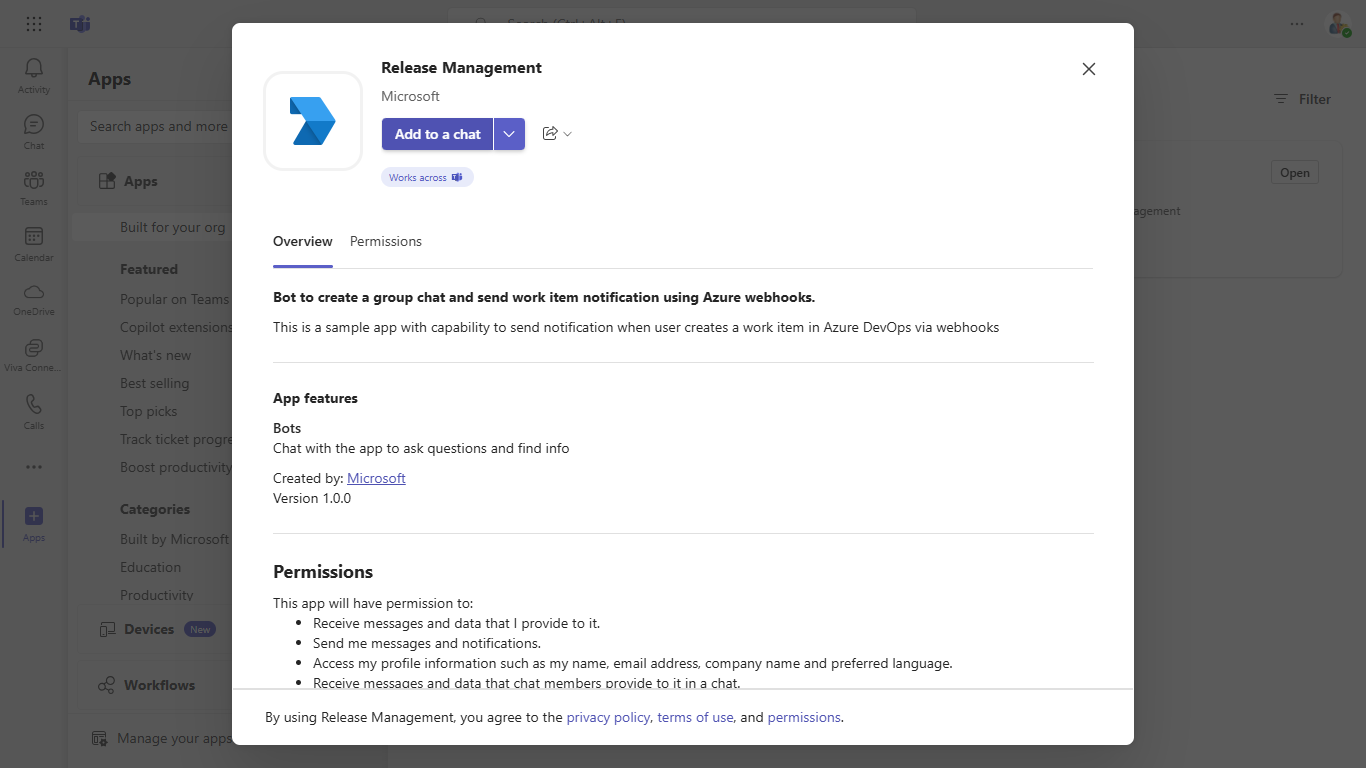 Search (Ctrl+Alt+E)
Release Management
Microsoft
Add to a chat
Works across
Overview
Permissions
Bot to create a group chat and send work item notification using Azure webhooks.
This is a sample app with capability to send notification when user creates a work item in Azure DevOps via webhooks
App features
Bots
Chat with the app to ask questions and find info
Created by: Microsoft
Version 1.0.0
Permissions
This app will have permission to:
• Receive messages and data that I provide to it.
• Send me messages and notifications.
• Access my profile information such as my name, email address, company name and preferred language.
• Receive messages and data that chat members provide to it in a chat.
By using Release Management, you agree to the privacy policy, terms of use, and permissions.
Activity
Chat
Teams
Calendar
OneDrive
Viva Conne...
Calls
Apps
Apps
Search apps and more
Apps
Built for your org
Featured
Popular on Teams
Copilot extensions
What's new
Best selling
Top picks
Track ticket progre
Boost productivity
Categories
Built by Microsoft
Education
Productivity
Devices New
Workflows
Manage your apps
Filter
Open
agement